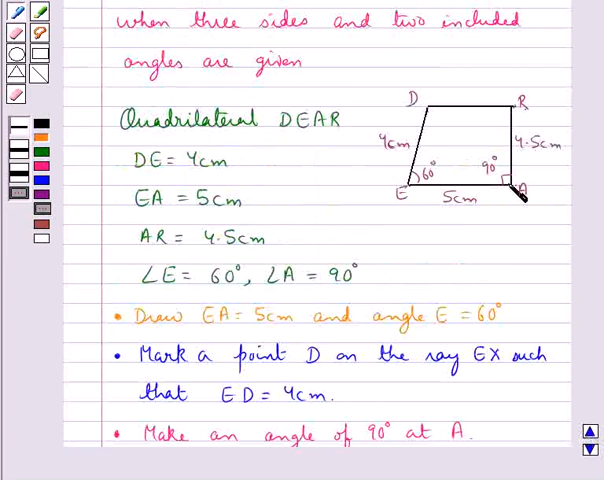 when three sides and two included
angles are given
Quadrilateral DEAR
DE = 4cm
EA = 5cm
AR = 4.5cm
∠E = 60°, ∠A = 90°
D R
4cm 4.5cm
60° 90°
E A
5cm
• Draw EA = 5cm and angle E = 60°
• Mark a point D on the ray EX such
that ED = 4cm.
• Make an angle of 90° at A.